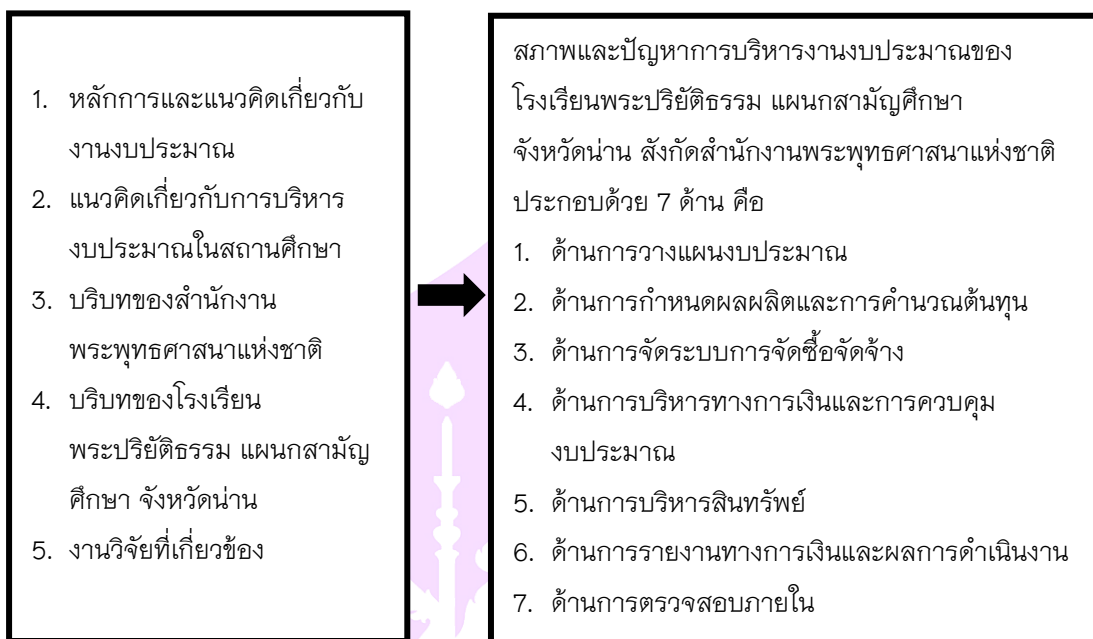 1. หลักการและแนวคิดเกี่ยวกับ
งานงบประมาณ
2. แนวคิดเกี่ยวกับการบริหาร
งบประมาณในสถานศึกษา
3. บริบทของสำนักงาน
พระพุทธศาสนาแห่งชาติ
4. บริบทของโรงเรียน
พระปริยัติธรรม แผนกสามัญ
ศึกษา จังหวัดน่าน
5. งานวิจัยที่เกี่ยวข้อง
สภาพและปัญหาการบริหารงานงบประมาณของ
โรงเรียนพระปริยัติธรรม แผนกสามัญศึกษา
จังหวัดน่าน สังกัดสำนักงานพระพุทธศาสนาแห่งชาติ
ประกอบด้วย 7 ด้าน คือ
1. ด้านการวางแผนงบประมาณ
2. ด้านการกำหนดผลผลิตและการคำนวณต้นทุน
3. ด้านการจัดระบบการจัดซื้อจัดจ้าง
4. ด้านการบริหารทางการเงินและการควบคุม
งบประมาณ
5. ด้านการบริหารสินทรัพย์
6. ด้านการรายงานทางการเงินและผลการดำเนินงาน
7. ด้านการตรวจสอบภายใน